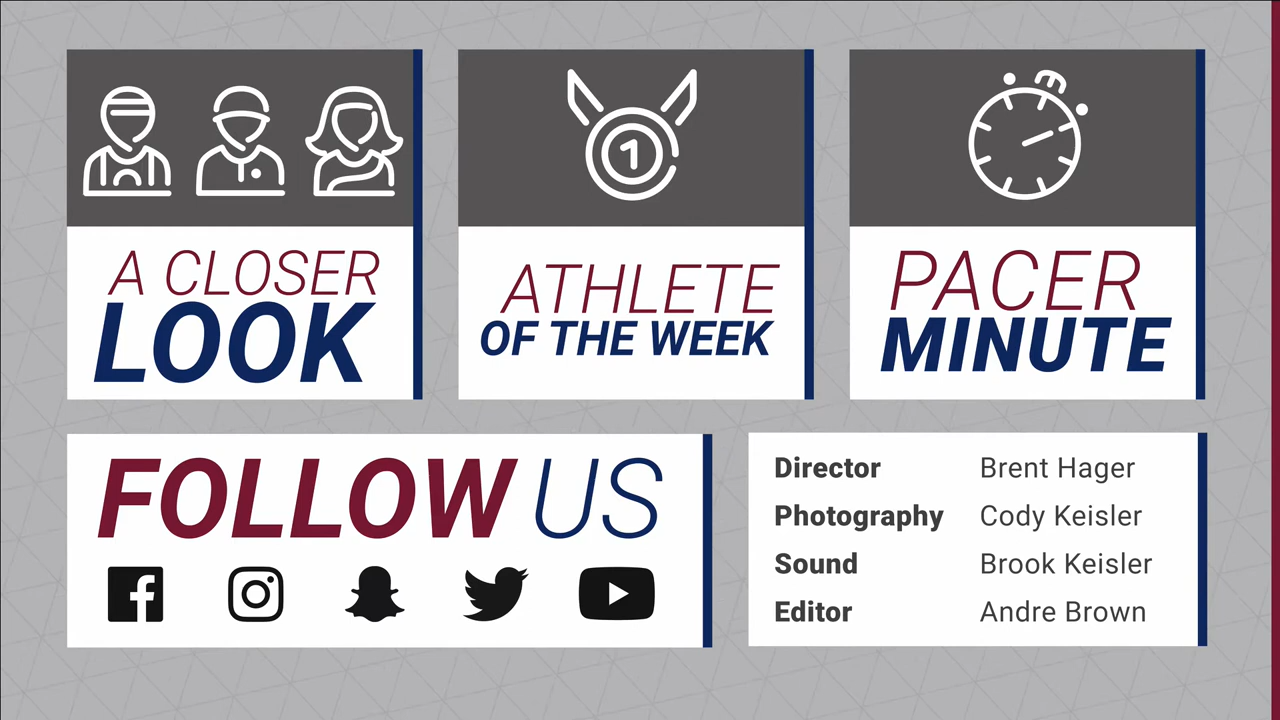 A CLOSER
LOOK
1
ATHLETE
OF THE WEEK
PACER
MINUTE
FOLLOW US
Director Brent Hager
Photography Cody Keisler
Sound Brook Keisler
Editor Andre Brown